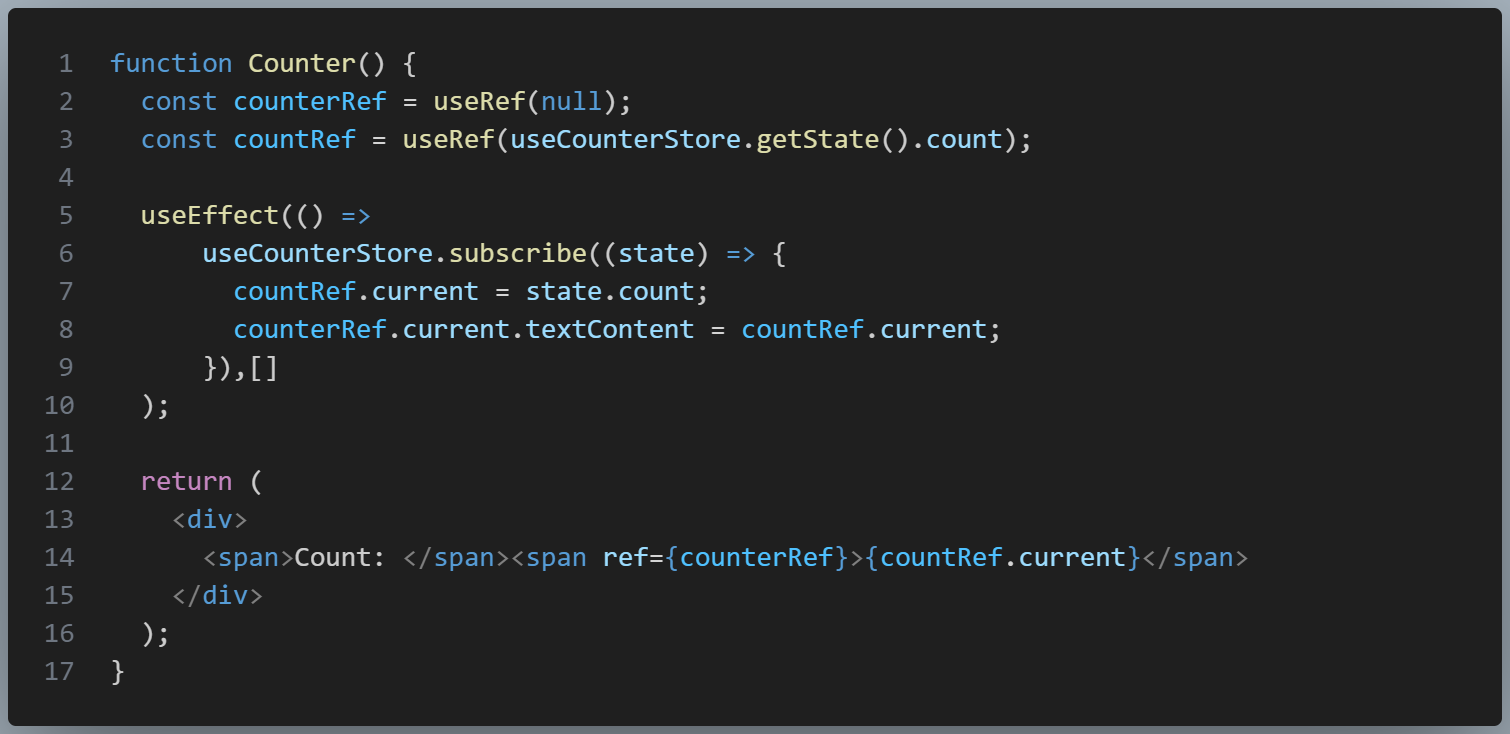 1 function Counter() {
2   const counterRef = useRef(null);
3   const countRef = useRef(useCounterStore.getState().count);
4
5   useEffect(() =>
6       useCounterStore.subscribe((state) => {
7         countRef.current = state.count;
8         counterRef.current.textContent = countRef.current;
9       }),[]
10   );
11
12   return (
13     <div>
14       <span>Count: </span><span ref={counterRef}>{countRef.current}</span>
15     </div>
16   );
17 }